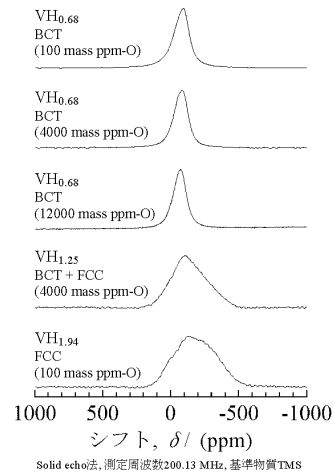 VH0.68
BCT
(100 mass ppm-O)
VH0.68
BCT
(4000 mass ppm-O)
VH0.68
BCT
(12000 mass ppm-O)
VH1.25
BCT + FCC
(4000 mass ppm-O)
VH1.94
FCC
(100 mass ppm-O)
1000 500 0 -500 -1000
シフト, δ/ (ppm)
Solid echo法, 測定周波数200.13 MHz, 基準物質TMS